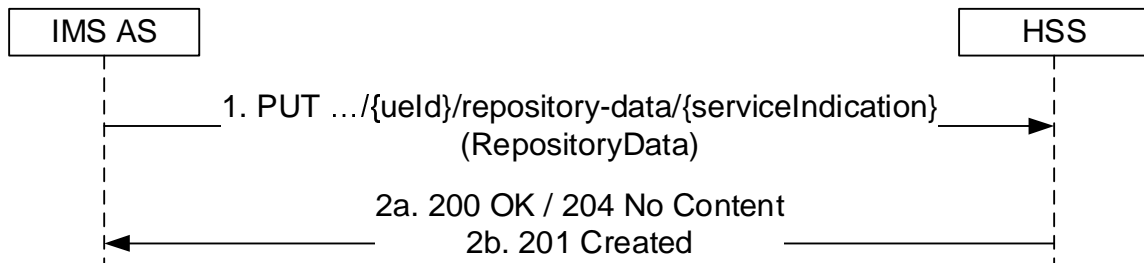 IMS AS
HSS
1. PUT …/{ueId}/repository-data/{serviceIndication}
(RepositoryData)
2a. 200 OK / 204 No Content
2b. 201 Created